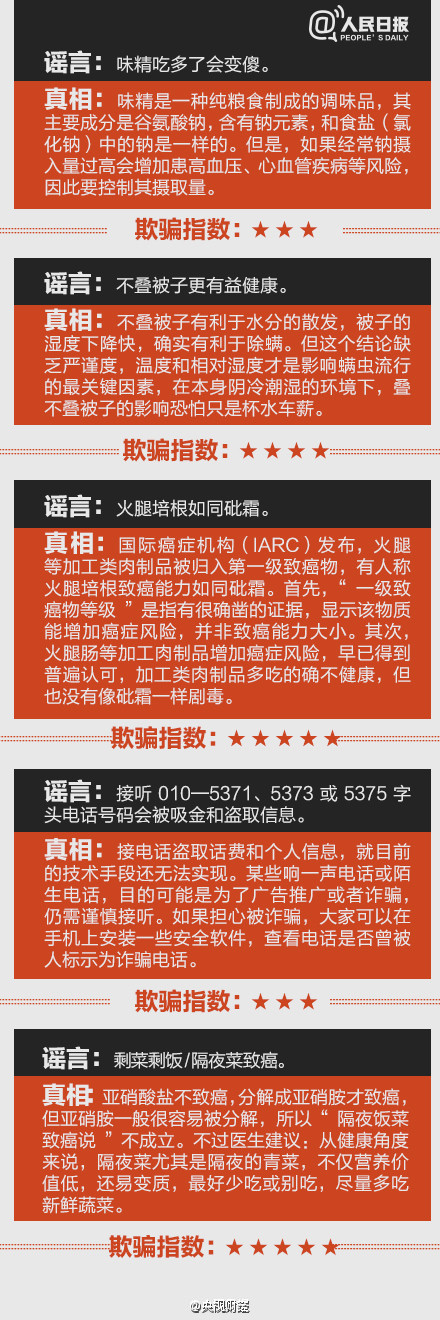 @人民日报
PEOPLE'S DAILY
谣言：味精吃多了会变傻。
真相：味精是一种纯粮食制成的调味品，其
主要成分是谷氨酸钠，含有钠元素，和食盐（氯
化钠）中的钠是一样的。但是，如果经常钠摄
入量过高会增加患高血压、心血管疾病等风险，
因此要控制其摄取量。
欺骗指数：★★★
谣言：不叠被子更有益健康。
真相：不叠被子有利于水分的散发，被子的
湿度下降快，确实有利于除螨。但这个结论缺
乏严谨度，温度和相对湿度才是影响螨虫流行
的最关键因素，在本身阴冷潮湿的环境下，叠
不叠被子的影响恐怕只是杯水车薪。
欺骗指数：★★★★
谣言：火腿培根如同砒霜。
真相：国际癌症机构（IARC）发布，火腿
等加工类肉制品被归入第一级致癌物，有人称
火腿培根致癌能力如同砒霜。首先，“一级致
癌物等级”是指有很确凿的证据，显示该物质
能增加癌症风险，并非致癌能力大小。其次，
火腿肠等加工肉制品增加癌症风险，早已得到
普遍认可，加工类肉制品多吃的确不健康，但
也没有像砒霜一样剧毒。
欺骗指数：★★★★★
谣言：接听 010—5371、5373 或 5375 字
头电话号码会被吸金和盗取信息。
真相：接电话盗取话费和个人信息，就目前
的技术手段还无法实现。某些响一声电话或陌
生电话，目的可能是为了广告推广或者诈骗，
仍需谨慎接听。如果担心被诈骗，大家可以在
手机上安装一些安全软件，查看电话是否曾被
人标示为诈骗电话。
欺骗指数：★★★
谣言：剩菜剩饭/隔夜菜致癌。
真相：亚硝酸盐不致癌，分解成亚硝胺才致癌，
但亚硝胺一般很容易被分解，所以“隔夜饭菜
致癌说”不成立。不过医生建议：从健康角度
来说，隔夜菜尤其是隔夜的青菜，不仅营养价
值低，还易变质，最好少吃或别吃，尽量多吃
新鲜蔬菜。
欺骗指数：★★★★★
@央视财经